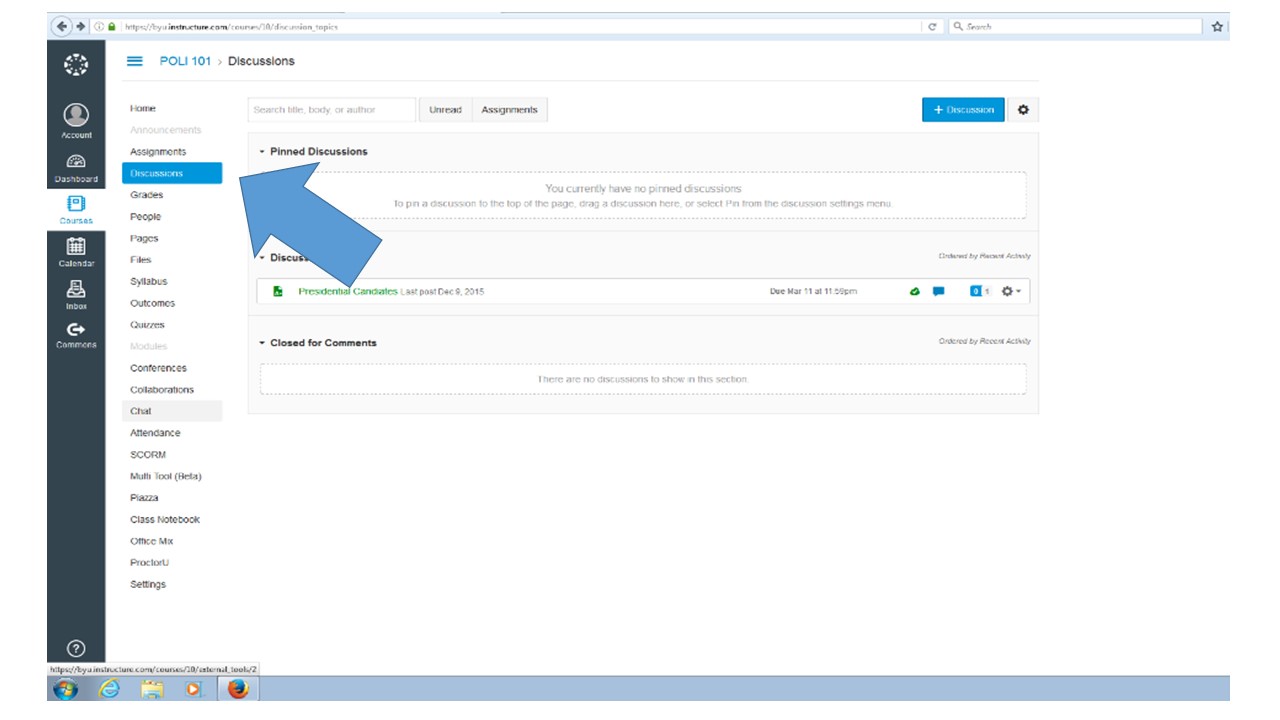 https://byu.instructure.com/courses/10/discussion_topics
Search
POLI 101 > Discussions
Account
Dashboard
Courses
Calendar
Inbox
Commons
Home
Announcements
Assignments
Discussions
Grades
People
Pages
Files
Syllabus
Outcomes
Quizzes
Modules
Conferences
Collaborations
Chat
Attendance
SCORM
Multi Tool (Beta)
Piazza
Class Notebook
Office Mix
ProctorU
Settings
Search title, body, or author
Unread
Assignments
+ Discussion
Pinned Discussions
You currently have no pinned discussions
To pin a discussion to the top of the page, drag a discussion here, or select Pin from the discussion settings menu.
Ordered by Recent Activity
Presidential Candiates Last post Dec 9, 2015 Due Mar 11 at 11:59pm 0 1
Closed for Comments Ordered by Recent Activity
There are no discussions to show in this section
https://byu.instructure.com/courses/10/external_tools/2